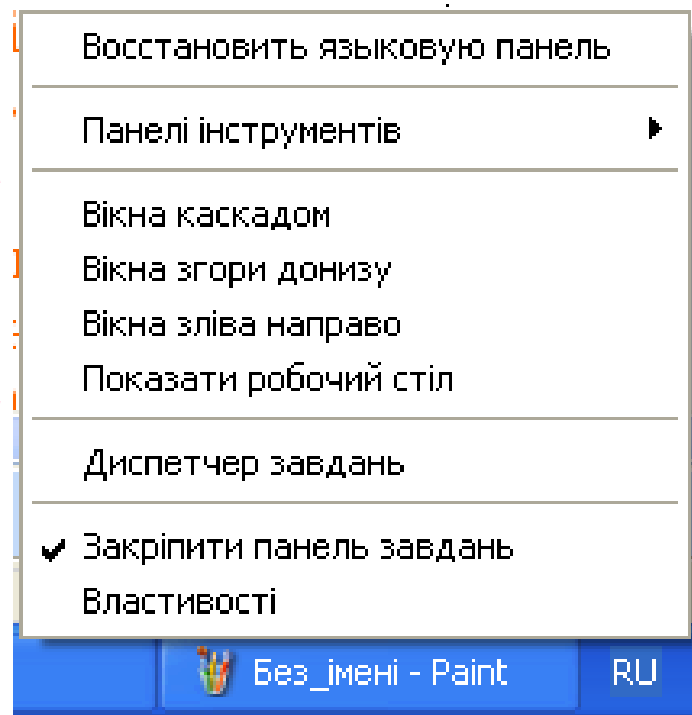 Восстановить языковую панель
Панелі інструментів
Вікна каскадом
Вікна згори донизу
Вікна зліва направо
Показати робочий стіл
Диспетчер завдань
Закріпити панель завдань
Властивості
Без_імені - Paint
RU